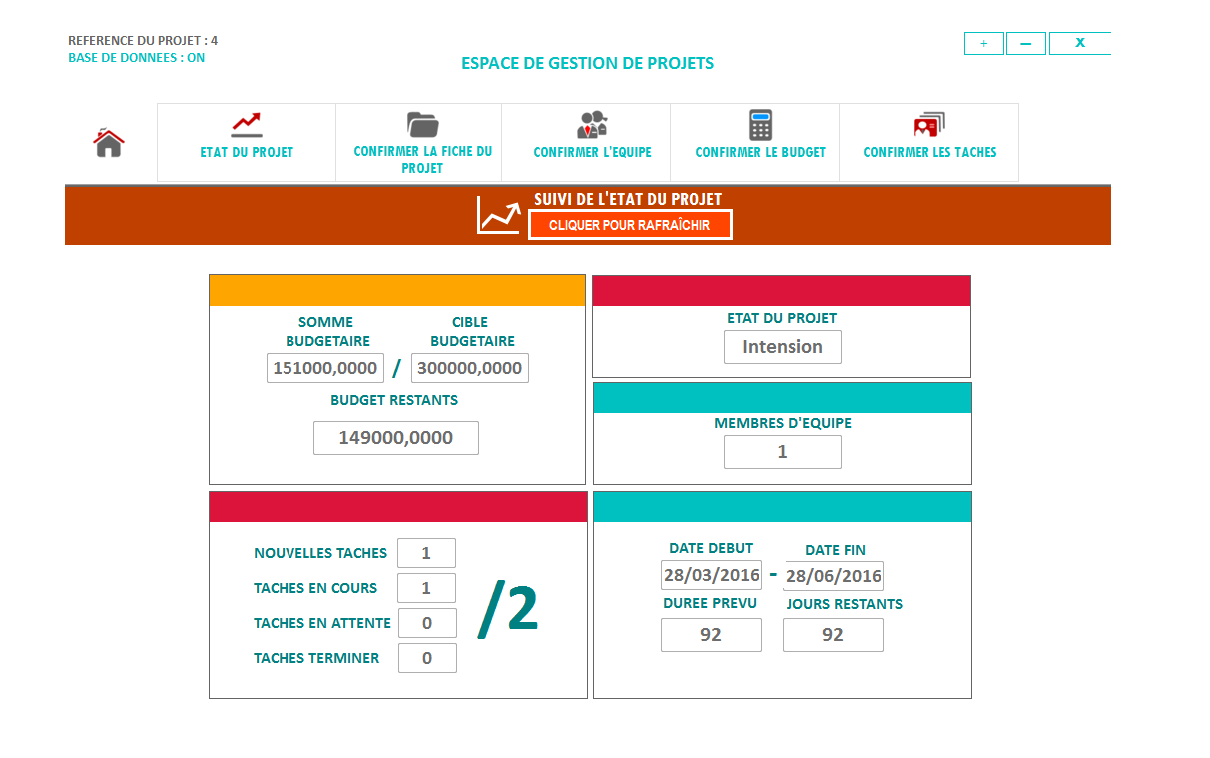 REFERENCE DU PROJET : 4
BASE DE DONNEES : ON
ESPACE DE GESTION DE PROJETS
+
–
X
ETAT DU PROJET
CONFIRMER LA FICHE DU
PROJET
CONFIRMER L'EQUIPE
CONFIRMER LE BUDGET
CONFIRMER LES TACHES
SUIVI DE L'ETAT DU PROJET
CLIQUER POUR RAFRAÎCHIR
SOMME
BUDGETAIRE
CIBLE
BUDGETAIRE
151000,0000 / 300000,0000
BUDGET RESTANTS
149000,0000
ETAT DU PROJET
Intension
MEMBRES D'EQUIPE
1
NOUVELLES TACHES 1
TACHES EN COURS 1
TACHES EN ATTENTE 0
TACHES TERMINER 0
/2
DATE DEBUT DATE FIN
28/03/2016 - 28/06/2016
DUREE PREVU JOURS RESTANTS
92 92